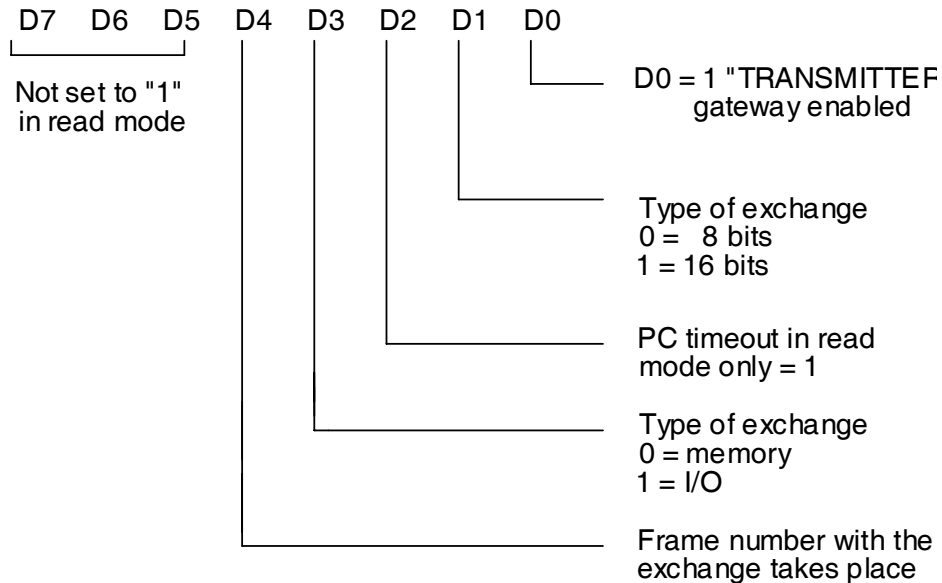 D7 D6 D5 D4 D3 D2 D1 D0
Not set to "1"
in read mode
D0 = 1 "TRANSMITTER
gateway enabled
Type of exchange
0 = 8 bits
1 = 16 bits
PC timeout in read
mode only = 1
Type of exchange
0 = memory
1 = I/O
Frame number with the
exchange takes place